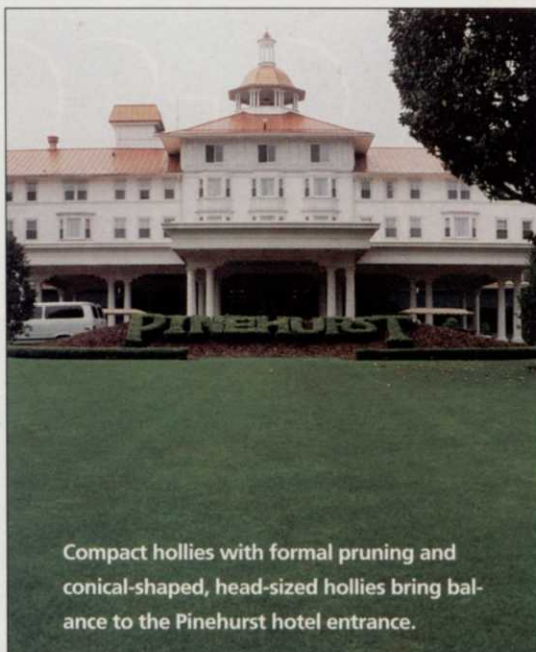 PINEHURST
Compact hollies with formal pruning and
conical-shaped, head-sized hollies bring bal-
ance to the Pinehurst hotel entrance.